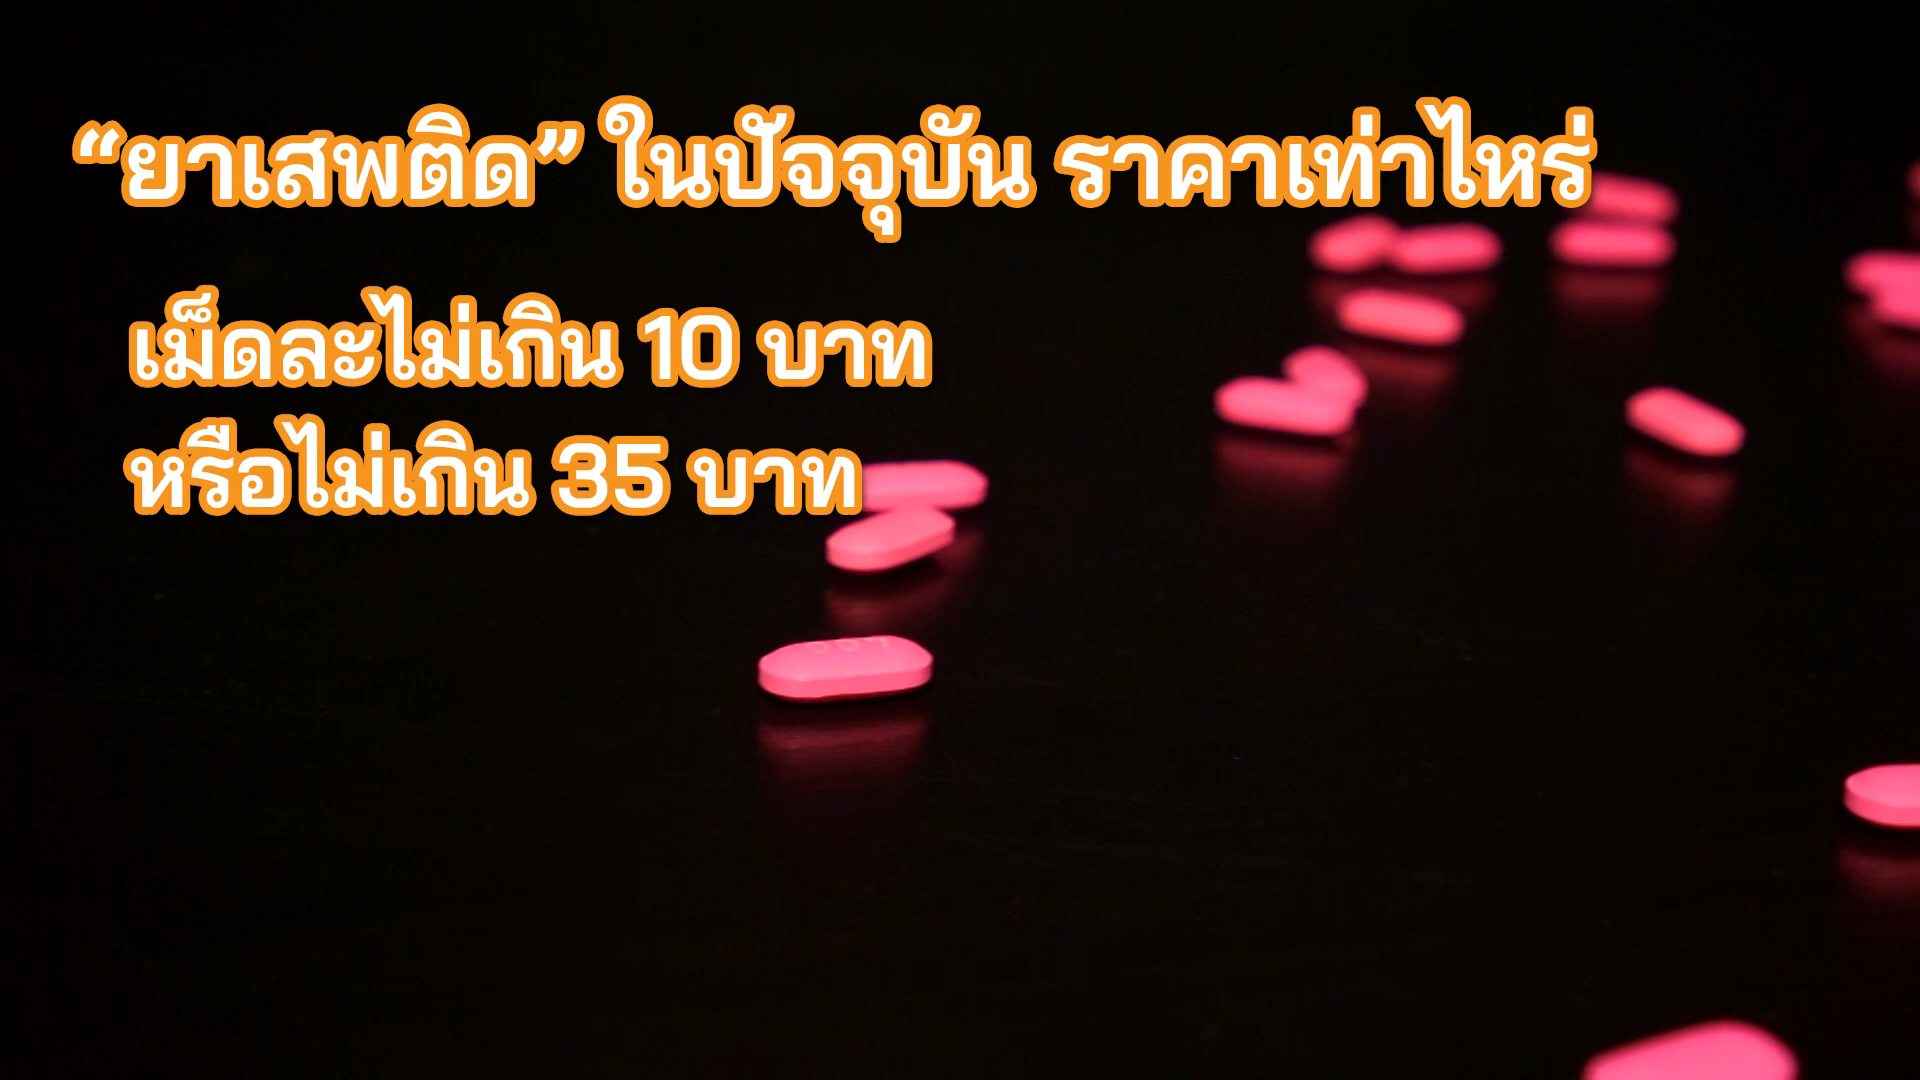 “ยาเสพติด” ในปัจจุบัน ราคาเท่าไหร่
เม็ดละไม่เกิน 10 บาท
หรือไม่เกิน 35 บาท